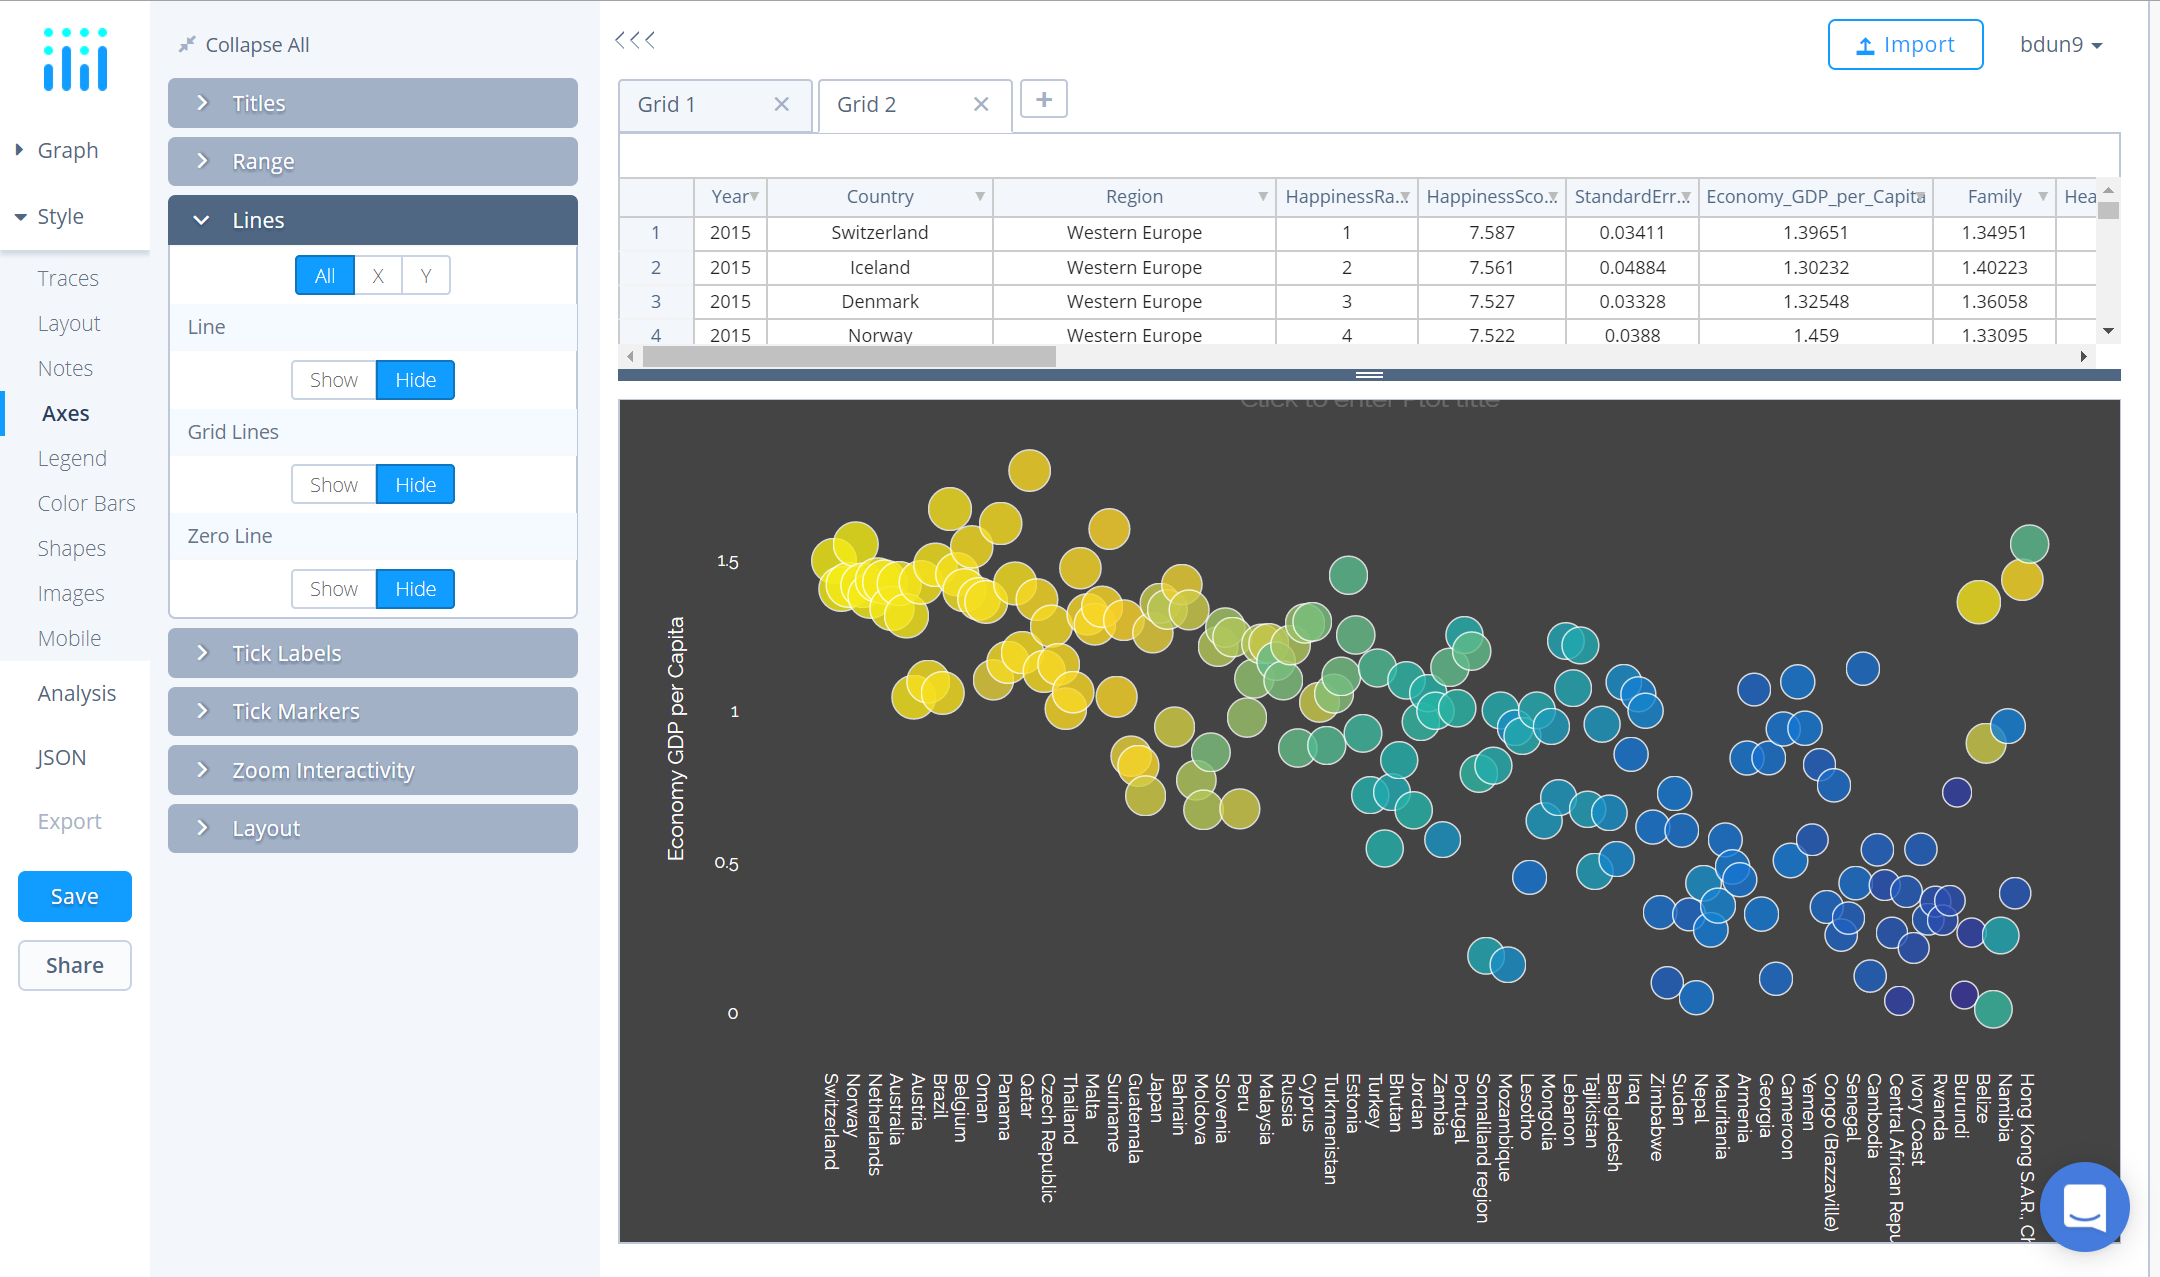 Collapse All
Titles
Range
Lines
All X Y
Line
Show Hide
Grid Lines
Show Hide
Zero Line
Show Hide
Tick Labels
Tick Markers
Zoom Interactivity
Layout
Graph
Style
Traces
Layout
Notes
Axes
Legend
Color Bars
Shapes
Images
Mobile
Analysis
JSON
Export
Save
Share
Import
bdun9
Grid 1
Grid 2
Year Country Region HappinessRa... HappinessSco... StandardErr... Economy_GDP_per_Capita Family Hea
1 2015 Switzerland Western Europe 1 7.587 0.03411 1.39651 1.34951
2 2015 Iceland Western Europe 2 7.561 0.04884 1.30232 1.40223
3 2015 Denmark Western Europe 3 7.527 0.03328 1.32548 1.36058
4 2015 Norway Western Europe 4 7.522 0.0388 1.459 1.33095
Click to enter Plot title
Economy GDP per Capita
1.5
1
0.5
0
Switzerland
Norway
Netherlands
Australia
Austria
Brazil
Belgium
Oman
Panama
Qatar
Czech Republic
Thailand
Malta
Suriname
Guatemala
Japan
Bahrain
Moldova
Slovenia
Peru
Malaysia
Russia
Cyprus
Turkmenistan
Estonia
Turkey
Bhutan
Jordan
Zambia
Portugal
Somaliland region
Mozambique
Lesotho
Mongolia
Lebanon
Tajikistan
Bangladesh
Iraq
Zimbabwe
Sudan
Nepal
Mauritania
Armenia
Georgia
Cameroon
Yemen
Congo (Brazzaville)
Senegal
Cambodia
Central African Repu
Ivory Coast
Rwanda
Burundi
Belize
Namibia
Hong Kong S.A.R., Ch